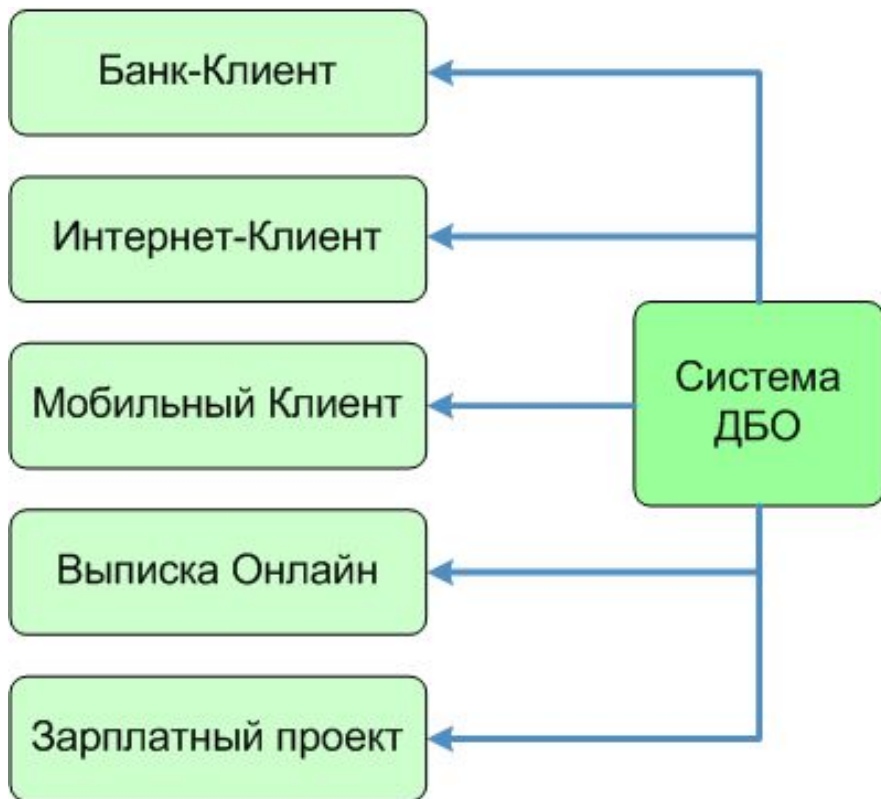 Банк-Клиент
Интернет-Клиент
Мобильный Клиент
Выписка Онлайн
Зарплатный проект
Система
ДБО